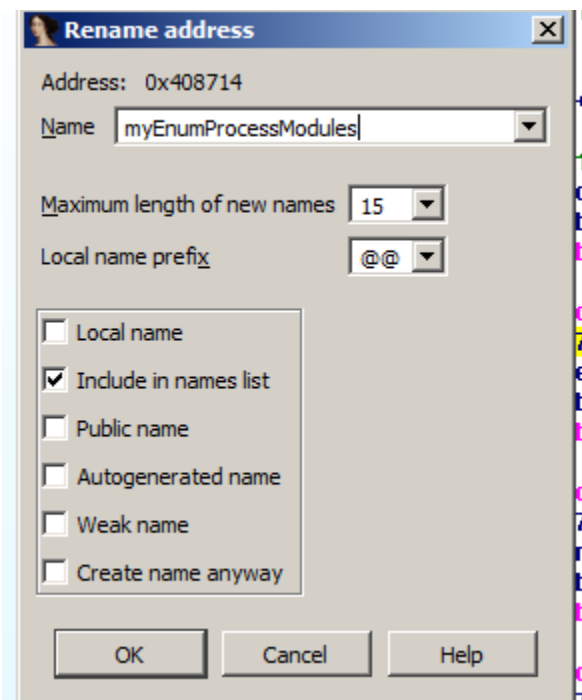 Rename address
Address: 0x408714
Name myEnumProcessModules
Maximum length of new names 15
Local name prefix @@
Local name
Include in names list
Public name
Autogenerated name
Weak name
Create name anyway
OK Cancel Help